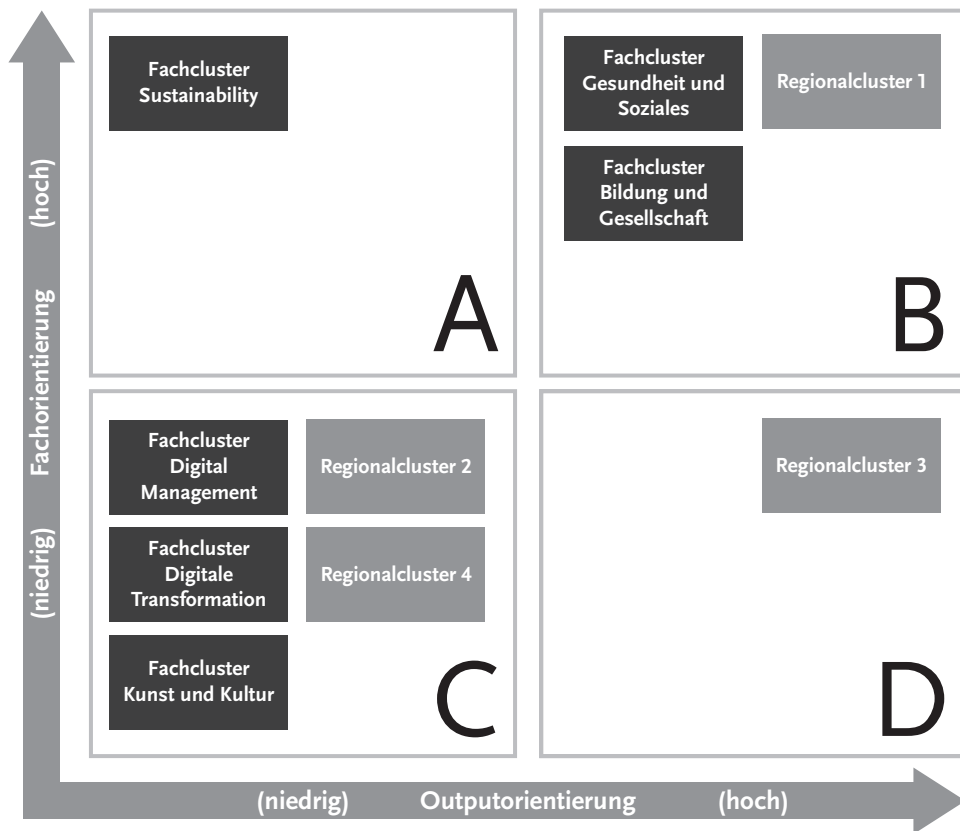 Fachcluster
Sustainability
A
Fachcluster
Gesundheit und
Soziales
Regionalcluster 1
Fachcluster
Bildung und
Gesellschaft
B
Fachcluster
Digital
Management
Regionalcluster 2
Fachcluster
Digitale
Transformation
Regionalcluster 4
Fachcluster
Kunst und Kultur
C
Regionalcluster 3
D
(niedrig) Fachorientierung (hoch)
(niedrig) Outputorientierung (hoch)